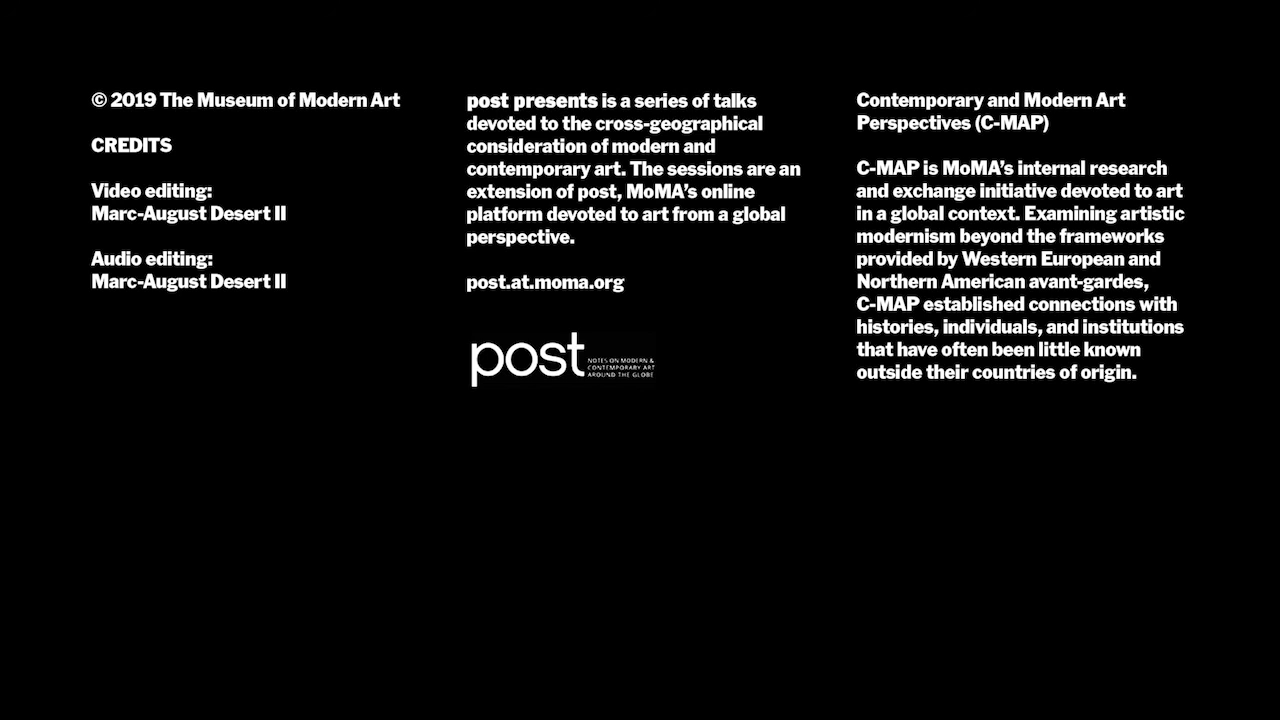 © 2019 The Museum of Modern Art
CREDITS
Video editing:
Marc-August Desert II
Audio editing:
Marc-August Desert II
post presents is a series of talks
devoted to the cross-geographical
consideration of modern and
contemporary art. The sessions are an
extension of post, MoMA’s online
platform devoted to art from a global
perspective.
post.at.moma.org
post
NOTES ON MODERN &
CONTEMPORARY ART
AROUND THE GLOBE
Contemporary and Modern Art
Perspectives (C-MAP)
C-MAP is MoMA’s internal research
and exchange initiative devoted to art
in a global context. Examining artistic
modernism beyond the frameworks
provided by Western European and
Northern American avant-gardes,
C-MAP established connections with
histories, individuals, and institutions
that have often been little known
outside their countries of origin.